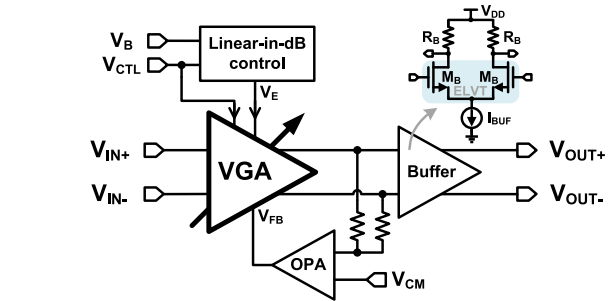 V_B
Linear-in-dB
control
V_CTL
V_E
V_DD
R_B R_B
M_B M_B
ELVT
I_BUF
V_IN+
V_IN-
VGA
Buffer
V_OUT+
V_OUT-
V_FB
OPA
V_CM